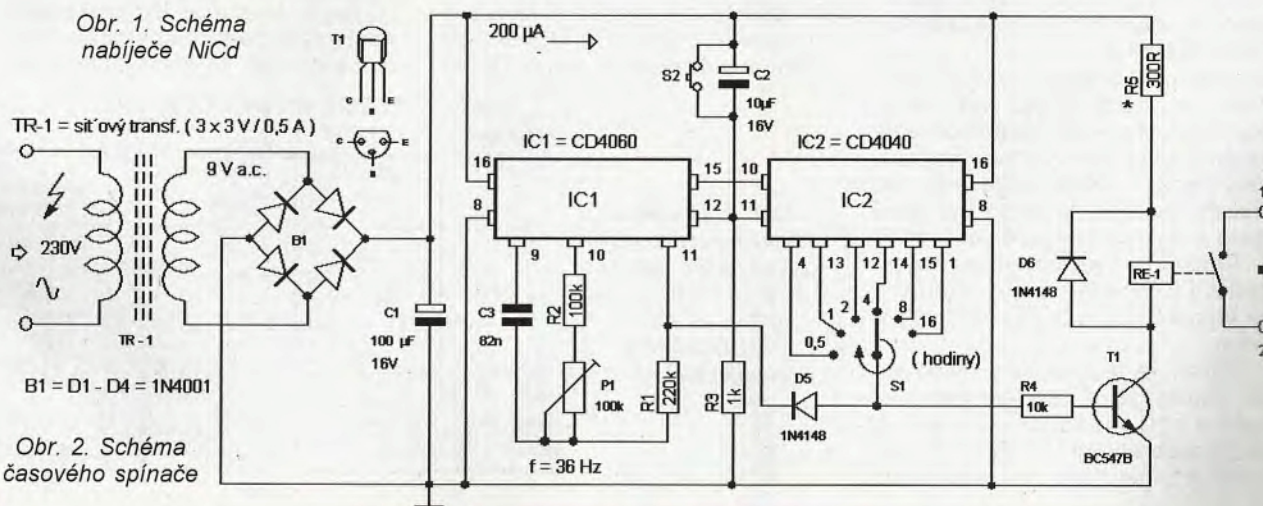 Obr. 1. Schéma
nabíječe NiCd
T1
C
B
E
C
E
B
TR-1 = síťový transf. ( 3 x 3 V / 0,5 A )
9 V a.c.
230V
B1
TR - 1
B1 = D1 - D4 = 1N4001
Obr. 2. Schéma
časového spínače
C1
100 µF
16V
200 µA
S2
C2
10µF
16V
IC1 = CD4060
16
15
IC1
8
12
9
10
11
C3
82n
R2
100k
P1
100k
R1
220k
R3
1k
f = 36 Hz
IC2 = CD4040
10
16
IC2
11
8
4
13
12
14
15
1
0,5
1
2
4
8
16
( hodiny)
S1
D5
1N4148
R4
10k
* R5
300R
D6
1N4148
RE-1
T1
BC547B
1
2